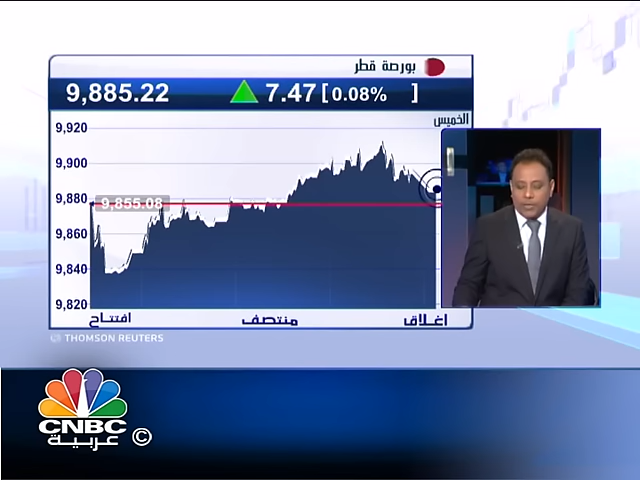 بورصة قطر
9,885.22 ▲ 7.47 [0.08% ]
الخميس
9,920
9,900
9,880
9,855.08
9,860
9,840
9,820
افتتاح منتصف اغلاق
THOMSON REUTERS
CNBC
عربية ©